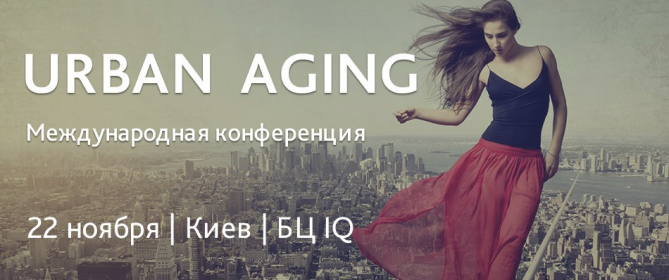 URBAN AGING
Международная конференция
22 ноября | Киев | БЦ IQ